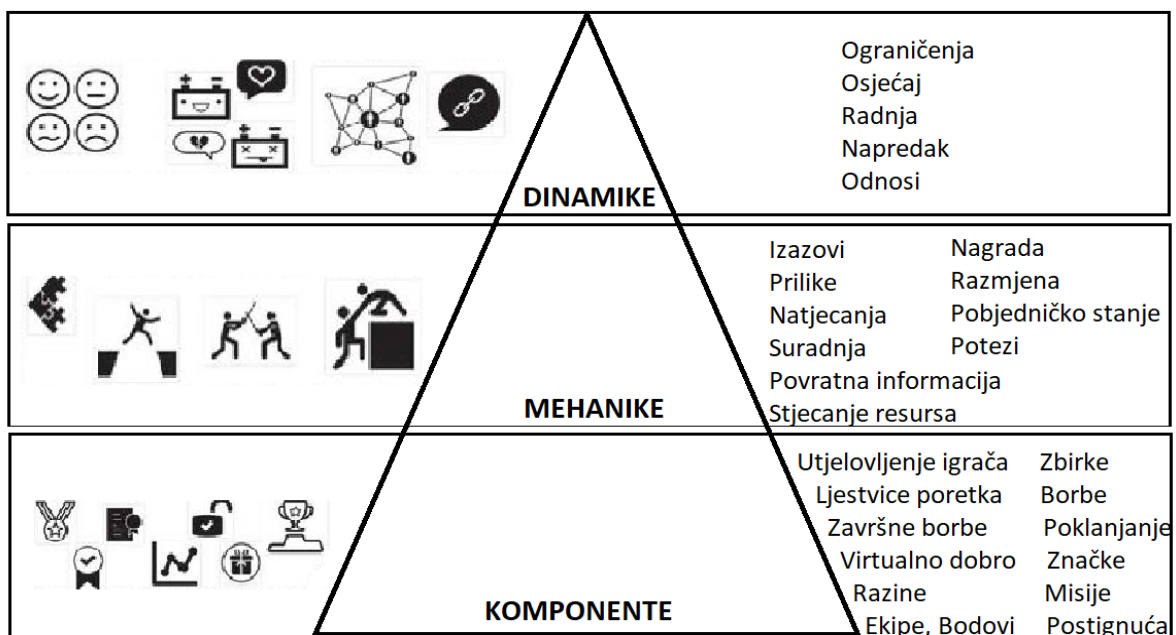 Ograničenja
Osjećaj
Radnja
Napredak
Odnosi
DINAMIKE
Izazovi Nagrada
Prilike Razmjena
Natjecanja Pobjedničko stanje
Suradnja Potezi
Povratna informacija
Stjecanje resursa
MEHANIKE
Utjelovljenje igrača Zbirke
Ljestvice poretka Borbe
Završne borbe Poklanjanje
Virtualno dobro Značke
Razine Misije
Ekipe, Bodovi Postignuća
KOMPONENTE